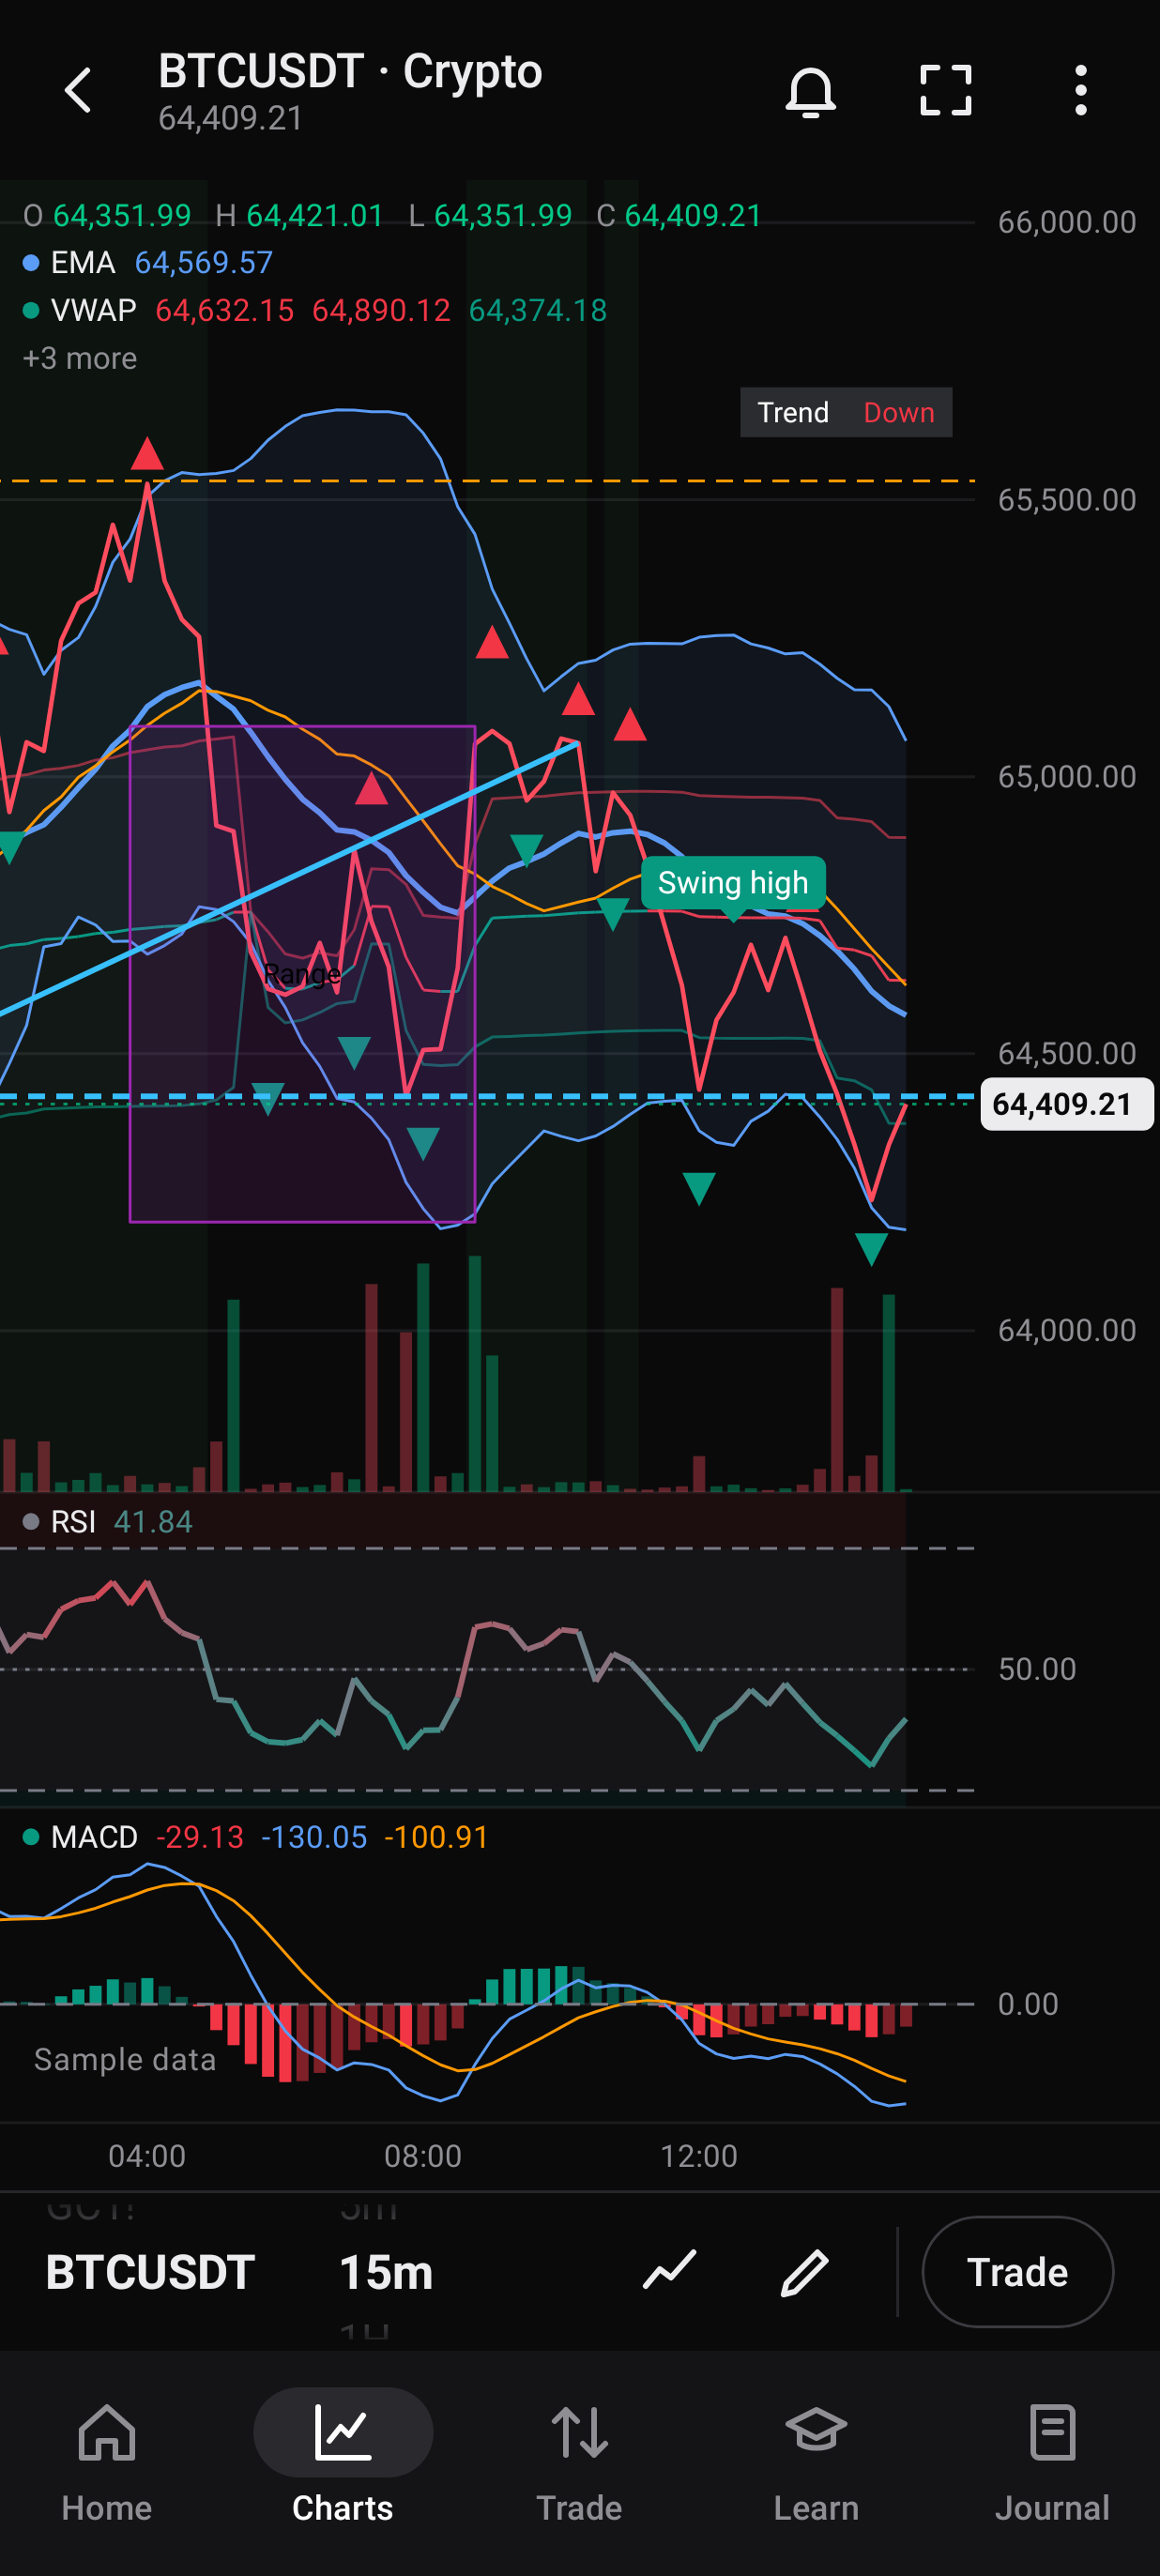 BTCUSDT · Crypto
64,409.21
O 64,351.99 H 64,421.01 L 64,351.99 C 64,409.21
66,000.00
EMA 64,569.57
VWAP 64,632.15 64,890.12 64,374.18
+3 more
Trend Down
65,500.00
65,000.00
Swing high
Range
64,500.00
64,409.21
64,000.00
RSI 41.84
50.00
MACD -29.13 -130.05 -100.91
0.00
Sample data
04:00 08:00 12:00
BTCUSDT 15m Trade
Home Charts Trade Learn Journal